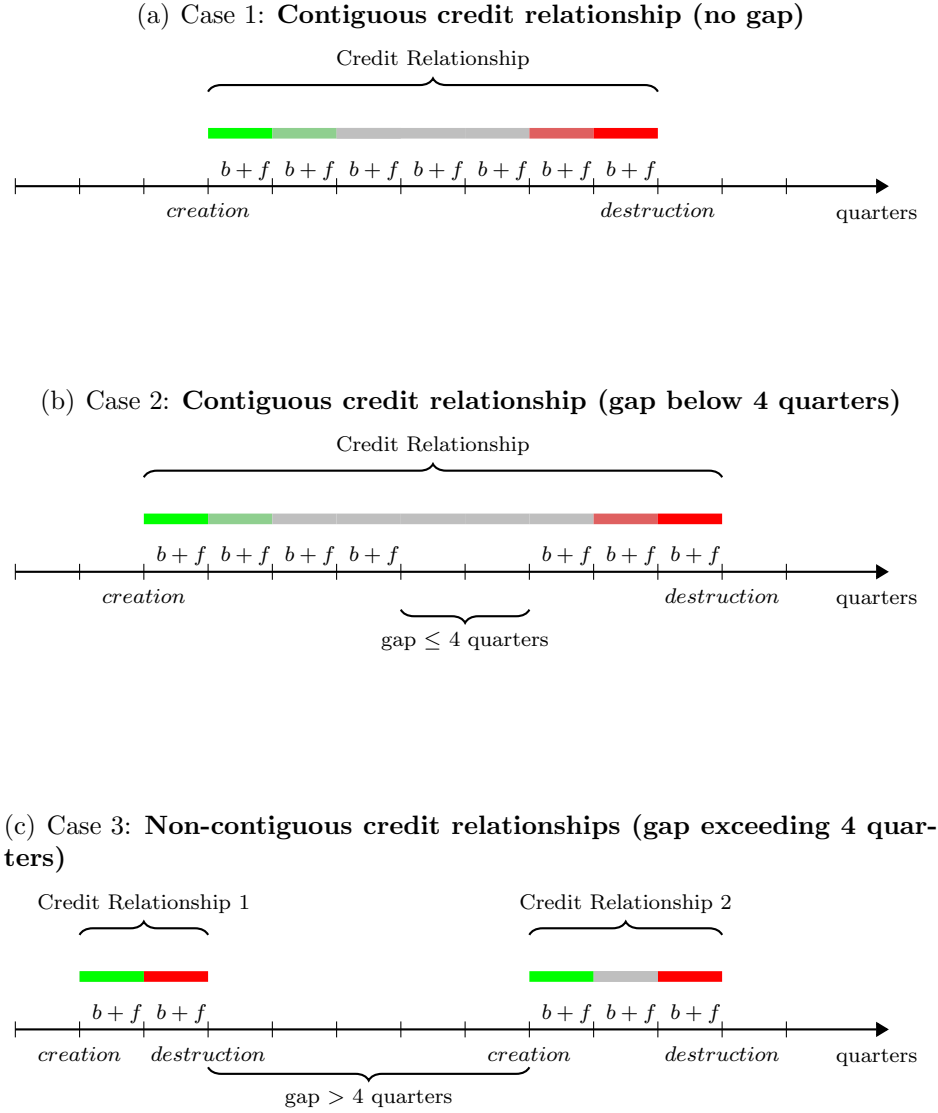 (a) Case 1: Contiguous credit relationship (no gap)
Credit Relationship
b + f b + f b + f b + f b + f b + f b + f
creation destruction quarters
(b) Case 2: Contiguous credit relationship (gap below 4 quarters)
Credit Relationship
b + f b + f b + f b + f b + f b + f b + f
creation destruction quarters
gap ≤ 4 quarters
(c) Case 3: Non-contiguous credit relationships (gap exceeding 4 quar-
ters)
Credit Relationship 1 Credit Relationship 2
b + f b + f b + f b + f b + f
creation destruction creation destruction quarters
gap > 4 quarters